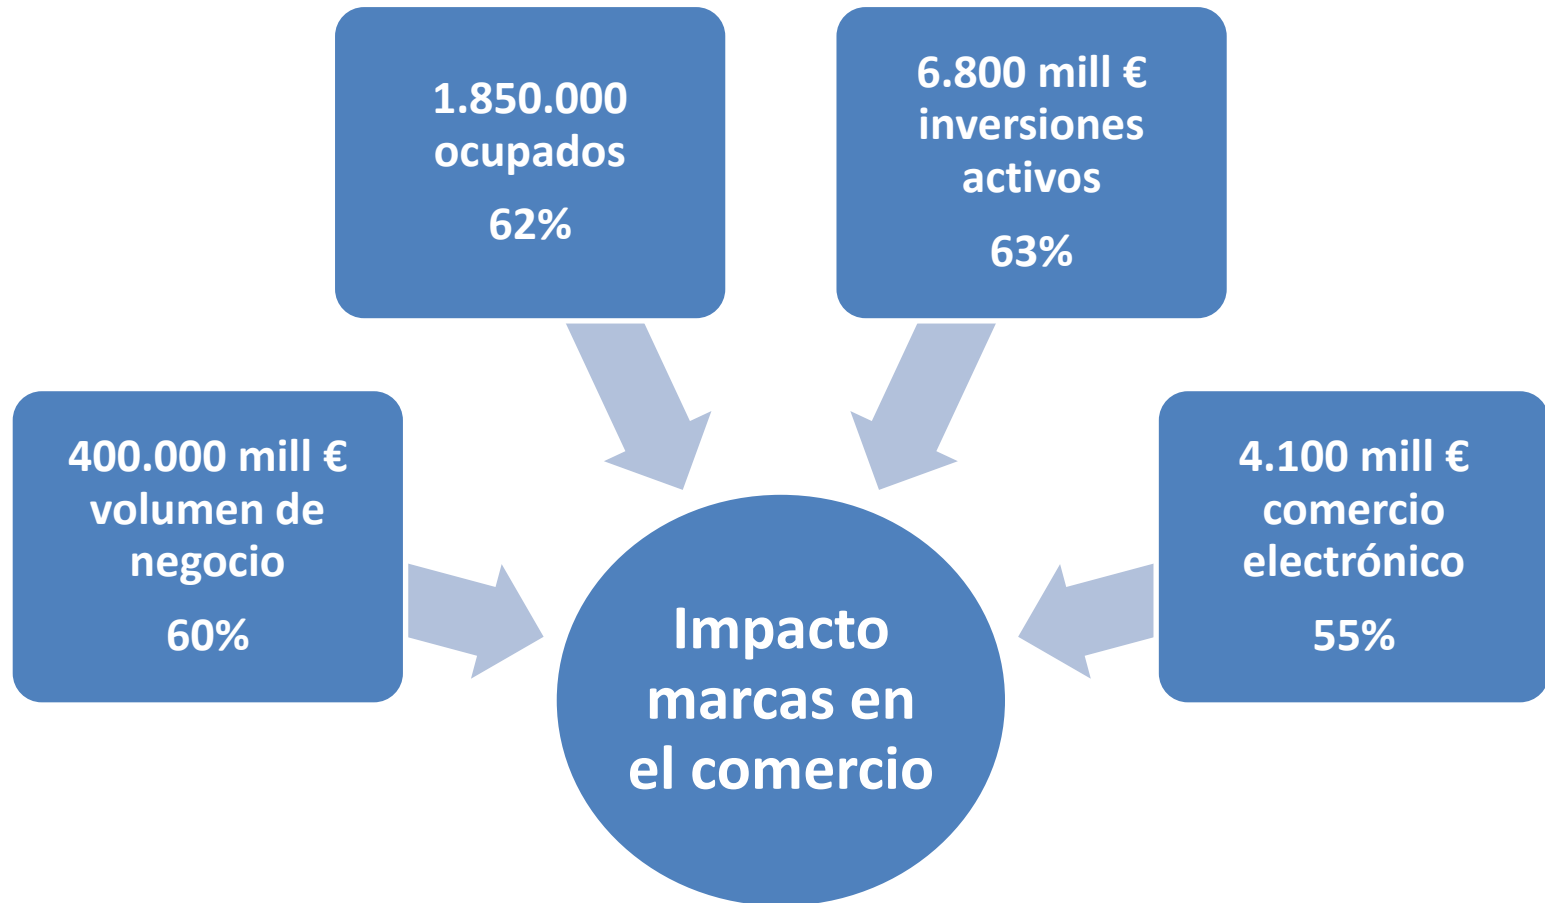 1.850.000
ocupados
62%
6.800 mill €
inversiones
activos
63%
400.000 mill €
volumen de
negocio
60%
4.100 mill €
comercio
electrónico
55%
Impacto
marcas en
el comercio